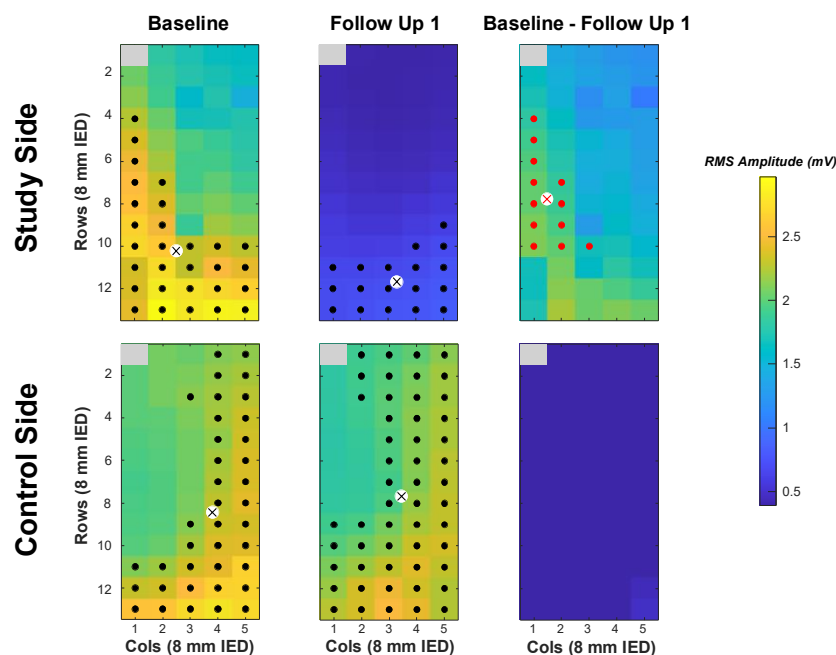 Baseline
Follow Up 1
Baseline - Follow Up 1
Study Side
Rows (8 mm IED)
2
4
6
8
10
12
RMS Amplitude (mV)
2.5
2
1.5
1
0.5
Control Side
Rows (8 mm IED)
2
4
6
8
10
12
1 2 3 4 5
1 2 3 4 5
1 2 3 4 5
Cols (8 mm IED)
Cols (8 mm IED)
Cols (8 mm IED)